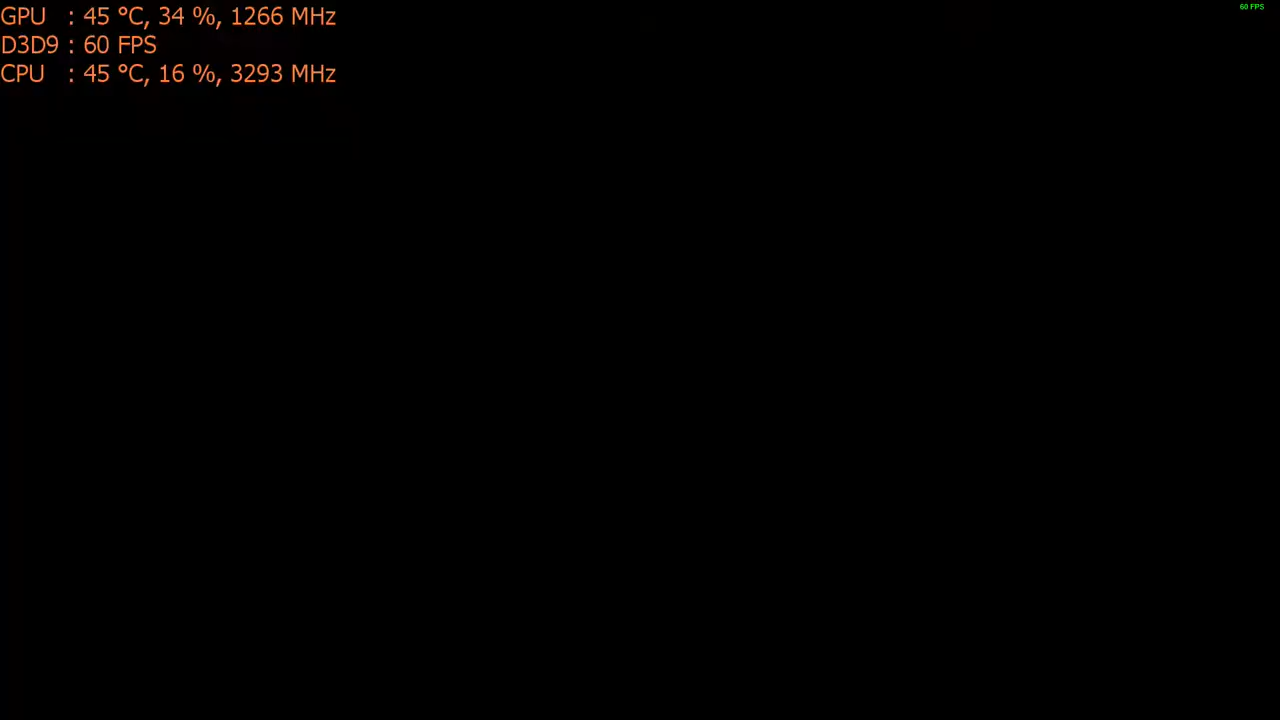 GPU : 45 °C, 34 %, 1266 MHz
60 FPS
D3D9 : 60 FPS
CPU : 45 °C, 16 %, 3293 MHz